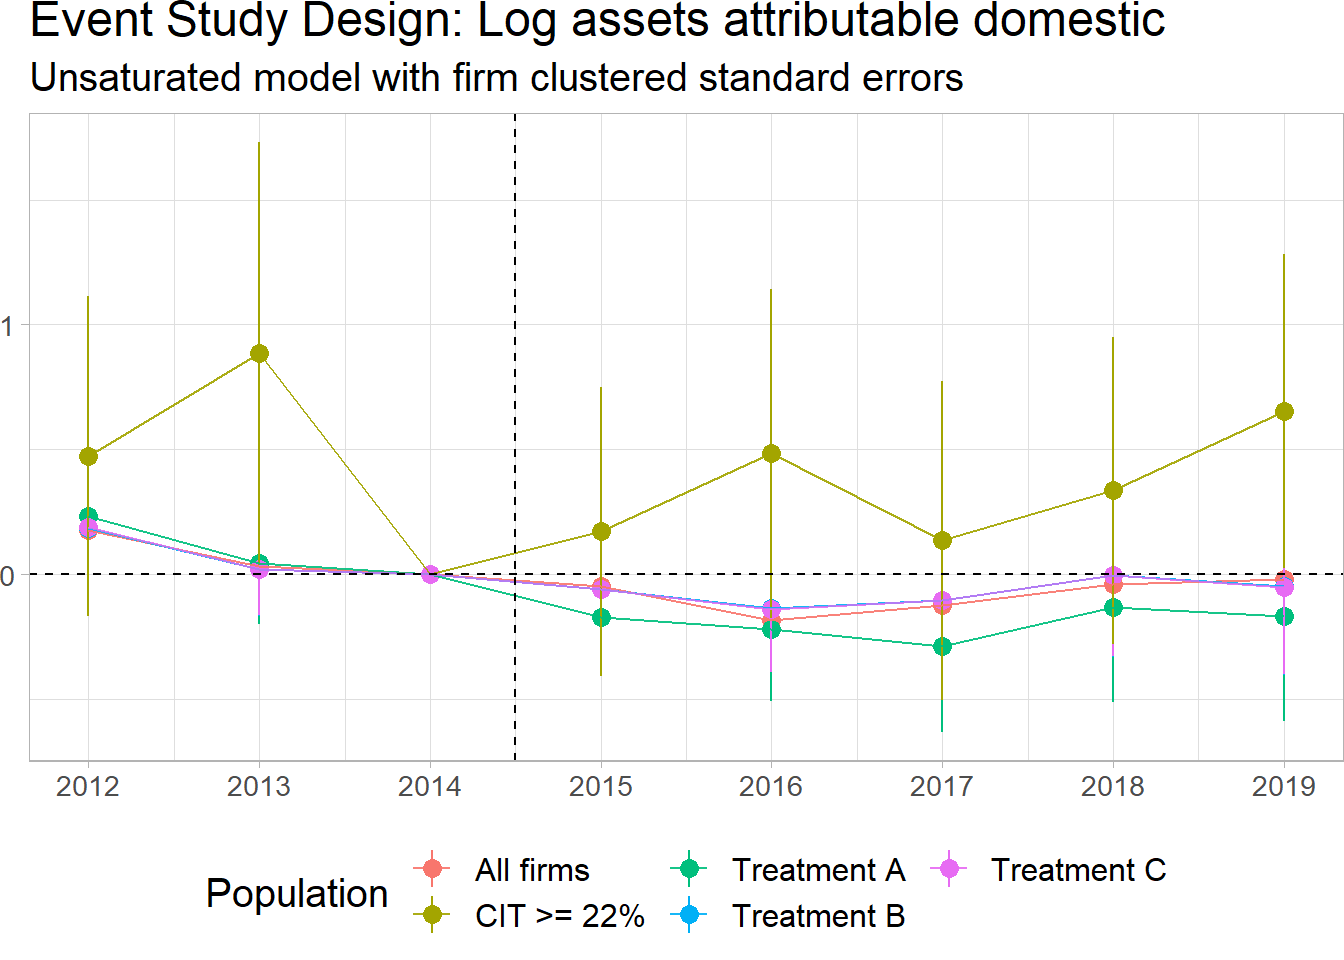 Event Study Design: Log assets attributable domestic
Unsaturated model with firm clustered standard errors
1
0
2012 2013 2014 2015 2016 2017 2018 2019
Population
All firms Treatment A Treatment C
CIT >= 22% Treatment B